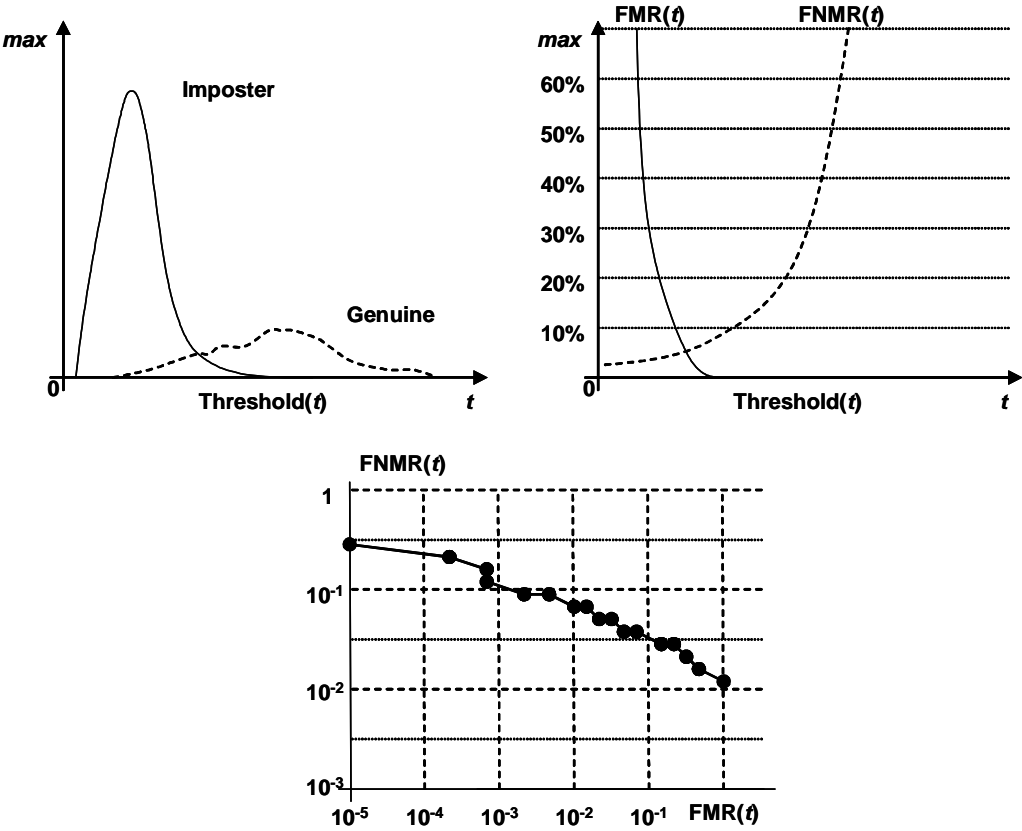 max
Imposter
Genuine
0
Threshold(t)
t
FMR(t)
FNMR(t)
max
60%
50%
40%
30%
20%
10%
0
Threshold(t)
t
FNMR(t)
1
10-1
10-2
10-3
10-5
10-4
10-3
10-2
10-1
FMR(t)